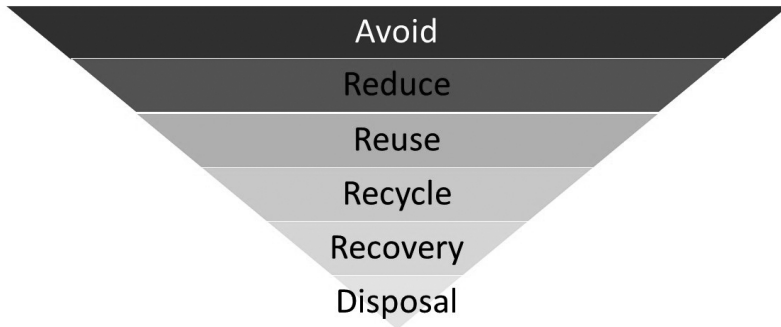 Avoid
Reduce
Reuse
Recycle
Recovery
Disposal